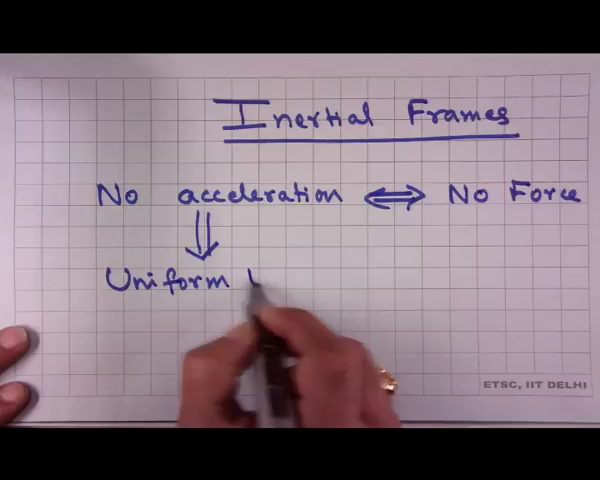 Inertial Frames
No acceleration ⟺ No Force
⇓
Uniform
ETSC, IIT DELHI